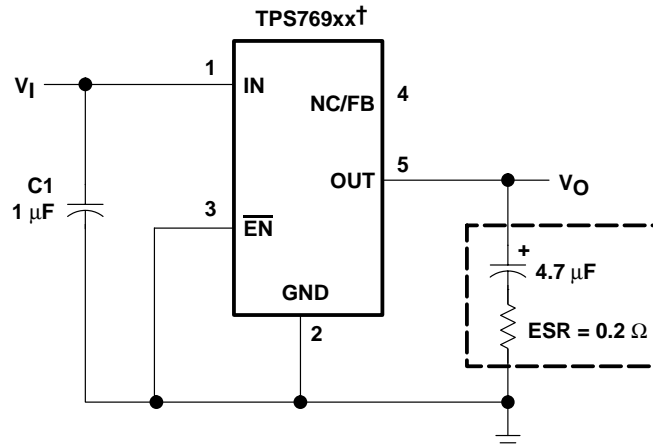 TPS769xx†
1
VI
IN
NC/FB
4
5
OUT
VO
C1
1 μF
3
E̅N̅
+
4.7 μF
GND
2
ESR = 0.2 Ω